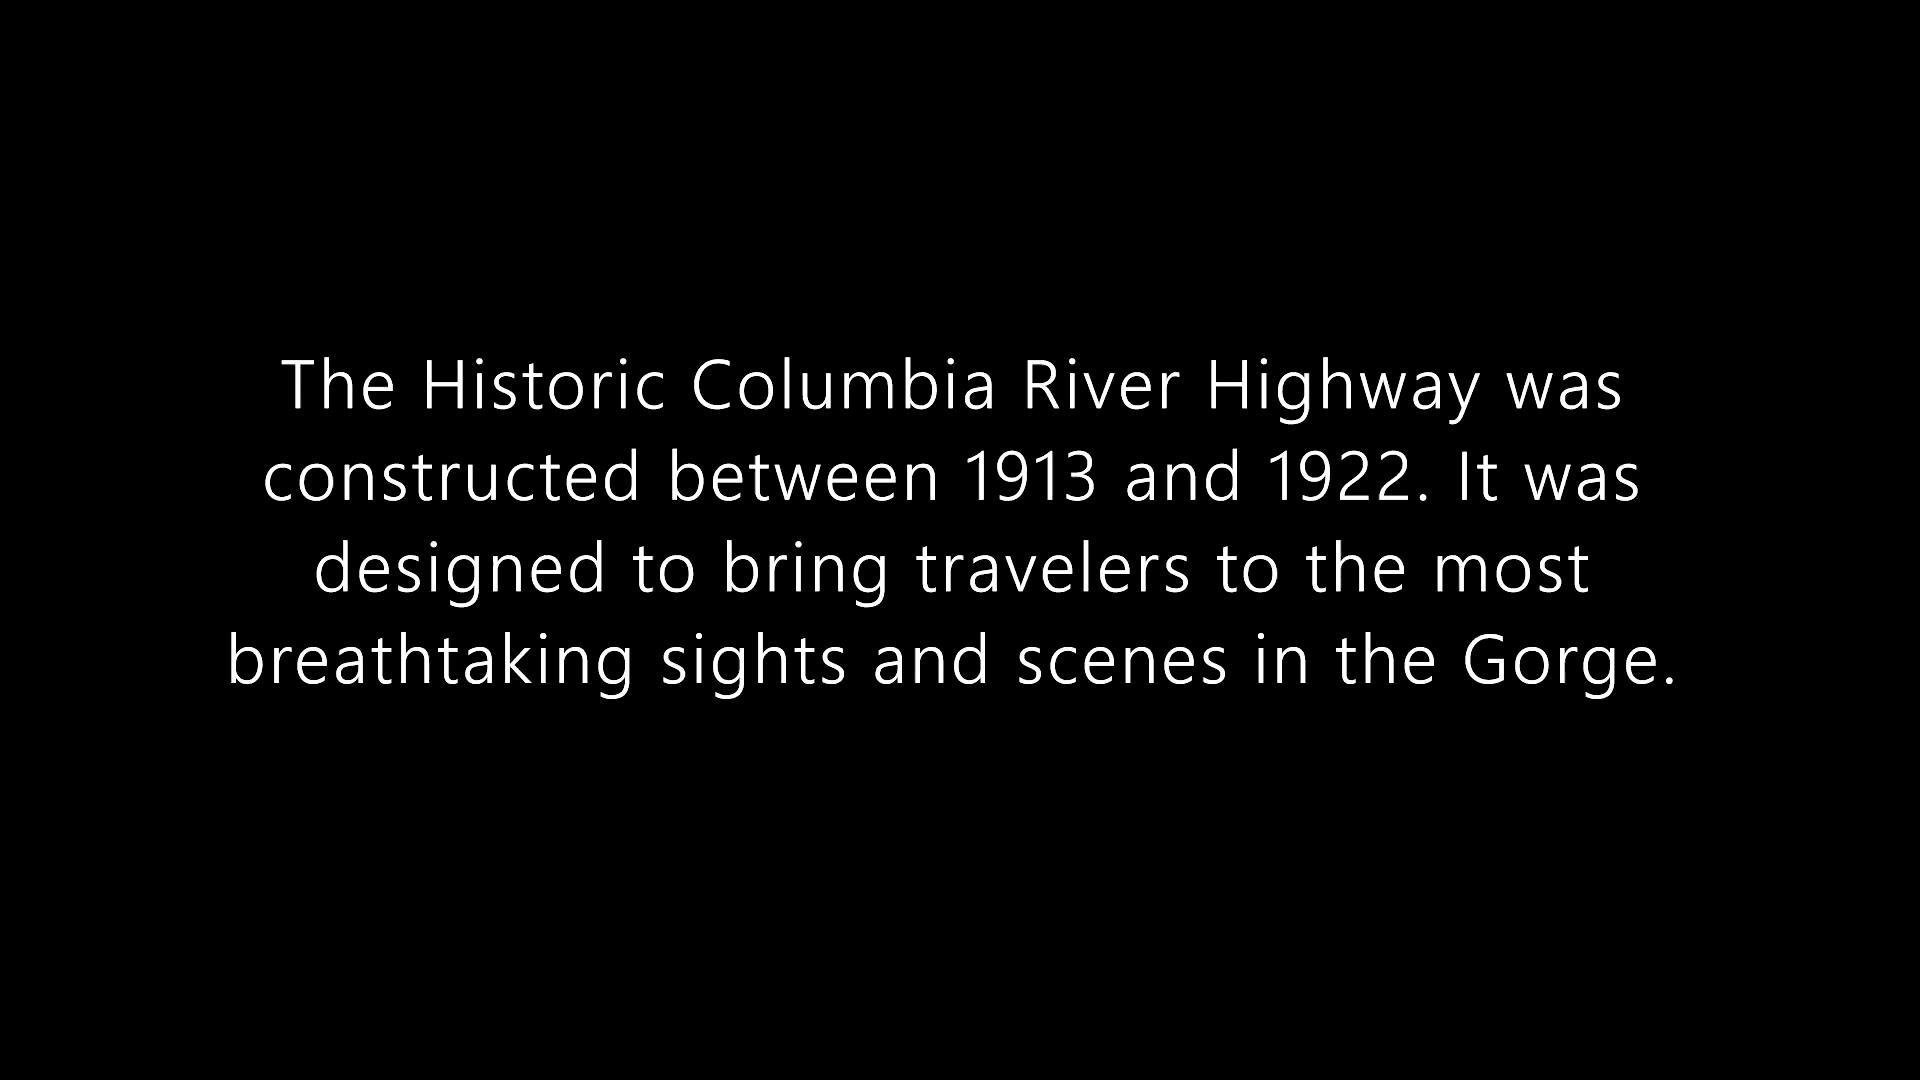 The Historic Columbia River Highway was
constructed between 1913 and 1922. It was
designed to bring travelers to the most
breathtaking sights and scenes in the Gorge.